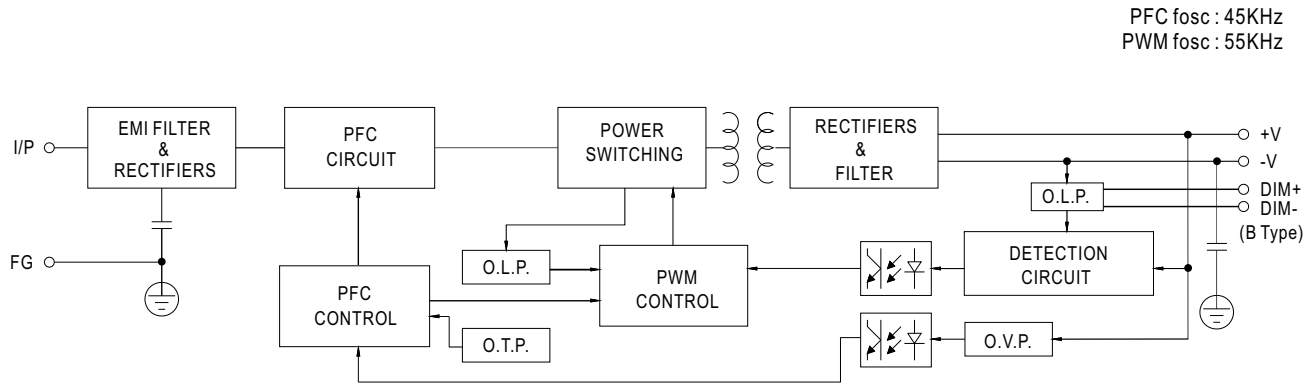 PFC fosc : 45KHz
PWM fosc : 55KHz
I/P
EMI FILTER
&
RECTIFIERS
PFC
CIRCUIT
POWER
SWITCHING
RECTIFIERS
&
FILTER
+V
-V
DIM+
DIM-
(B Type)
O.L.P.
FG
O.L.P.
PWM
CONTROL
DETECTION
CIRCUIT
PFC
CONTROL
O.T.P.
O.V.P.